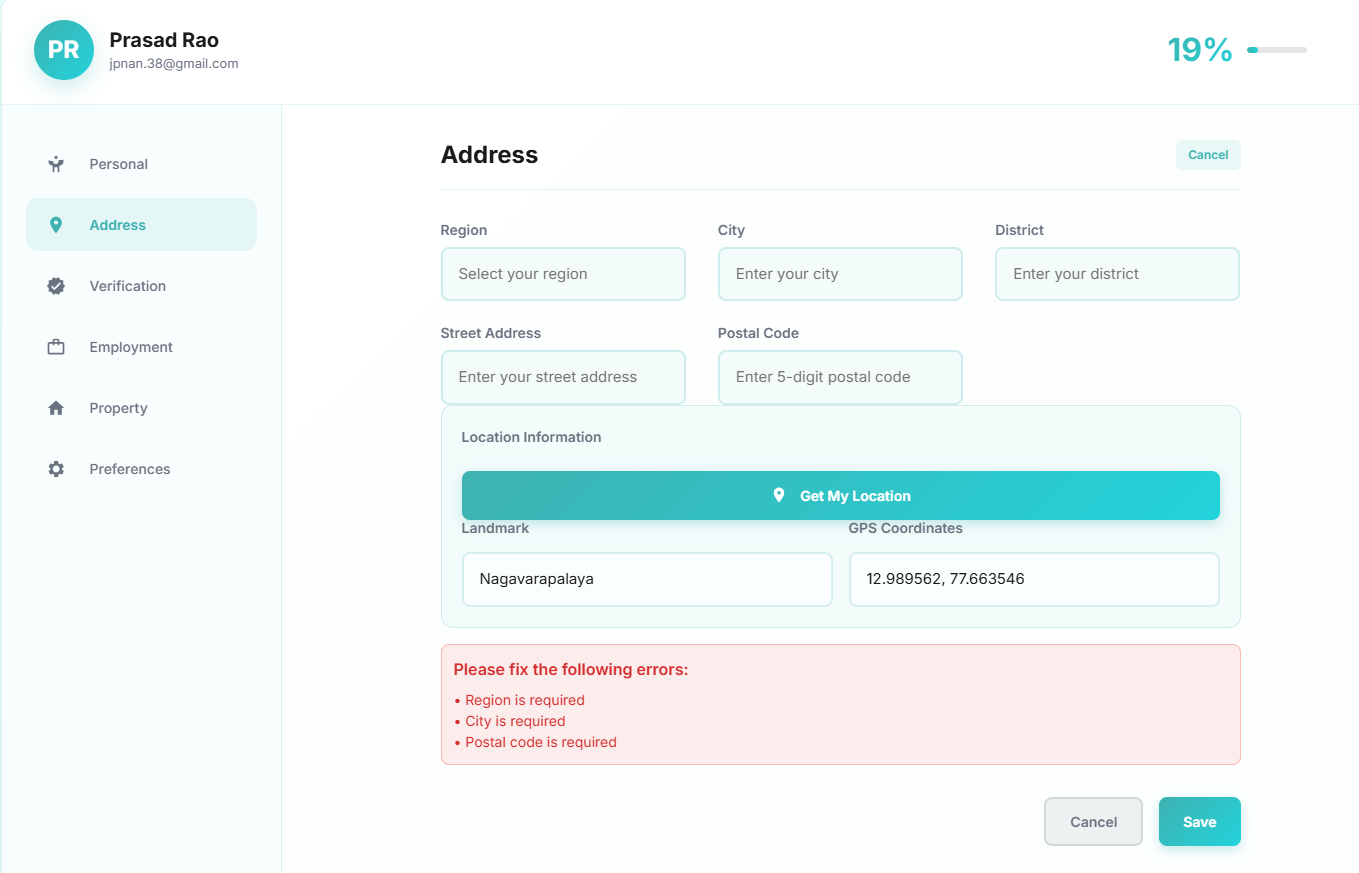 PR
Prasad Rao
jpnan.38@gmail.com
19%
Personal
Address
Verification
Employment
Property
Preferences
Address
Cancel
Region
City
District
Select your region
Enter your city
Enter your district
Street Address
Postal Code
Enter your street address
Enter 5-digit postal code
Location Information
Get My Location
Landmark
GPS Coordinates
Nagavarapalaya
12.989562, 77.663546
Please fix the following errors:
• Region is required
• City is required
• Postal code is required
Cancel
Save